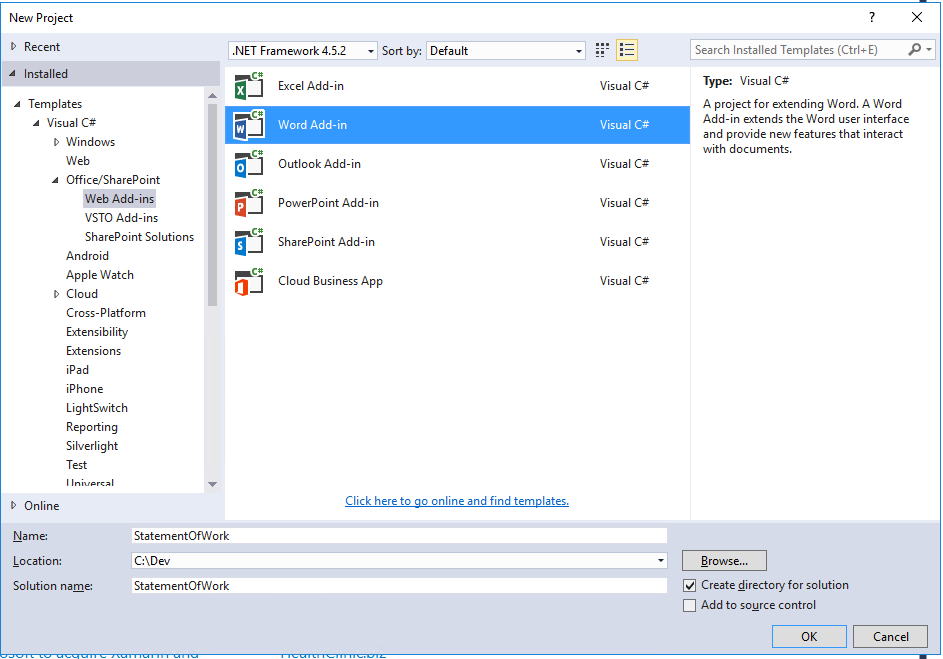 New Project
?
Recent
.NET Framework 4.5.2 Sort by: Default
Search Installed Templates (Ctrl+E)
Installed
Templates
Visual C#
Windows
Web
Office/SharePoint
Web Add-ins
VSTO Add-ins
SharePoint Solutions
Android
Apple Watch
Cloud
Cross-Platform
Extensibility
Extensions
iPad
iPhone
LightSwitch
Reporting
Silverlight
Test
Universal
Online
Excel Add-in Visual C#
Word Add-in Visual C#
Outlook Add-in Visual C#
PowerPoint Add-in Visual C#
SharePoint Add-in Visual C#
Cloud Business App Visual C#
Click here to go online and find templates.
Type: Visual C#
A project for extending Word. A Word
Add-in extends the Word user interface
and provide new features that interact
with documents.
Name: StatementOfWork
Location: C:\Dev
Browse...
Solution name: StatementOfWork
Create directory for solution
Add to source control
OK Cancel
to acquire Xamarin and
HealthClinic.biz